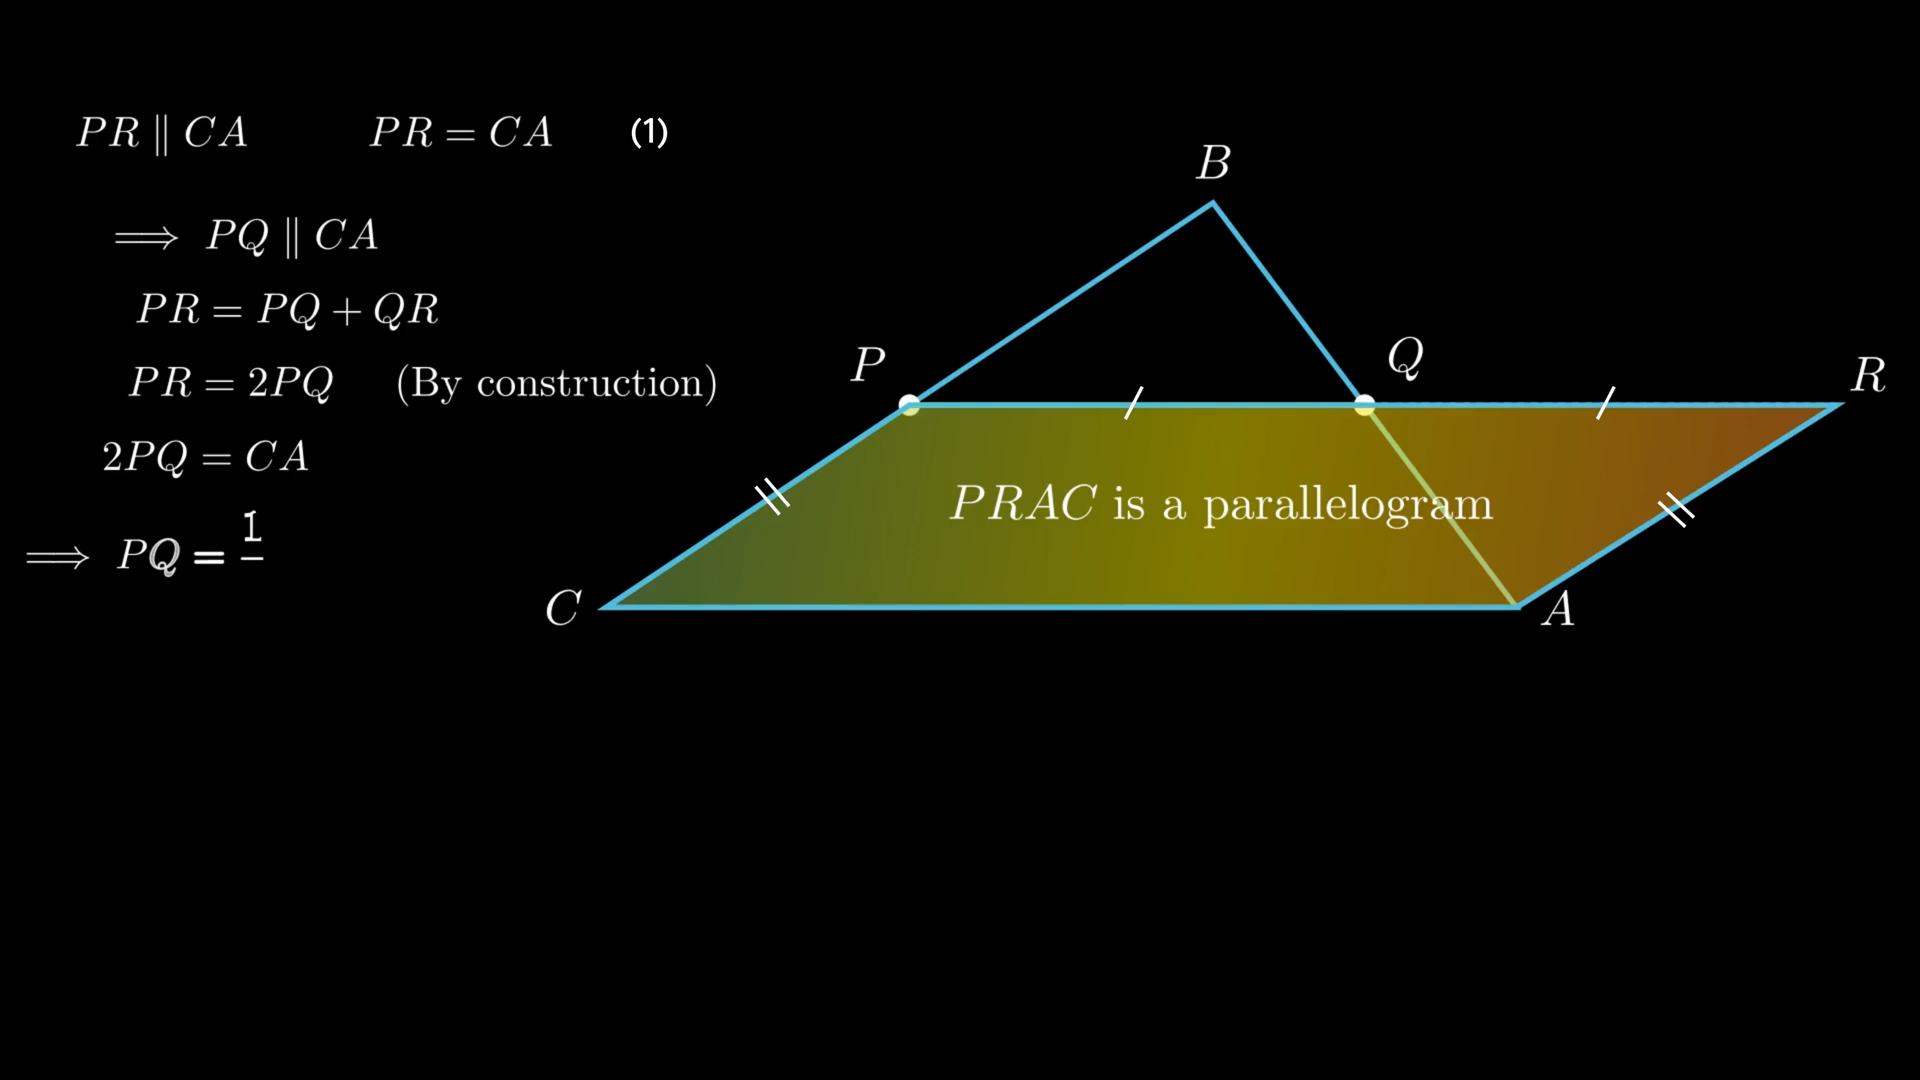 PR ∥ CA PR = CA (1)
⟹ PQ ∥ CA
PR = PQ + QR
PR = 2PQ (By construction)
2PQ = CA
⟹ PQ = 1
B
P
Q
R
PRAC is a parallelogram
C
A